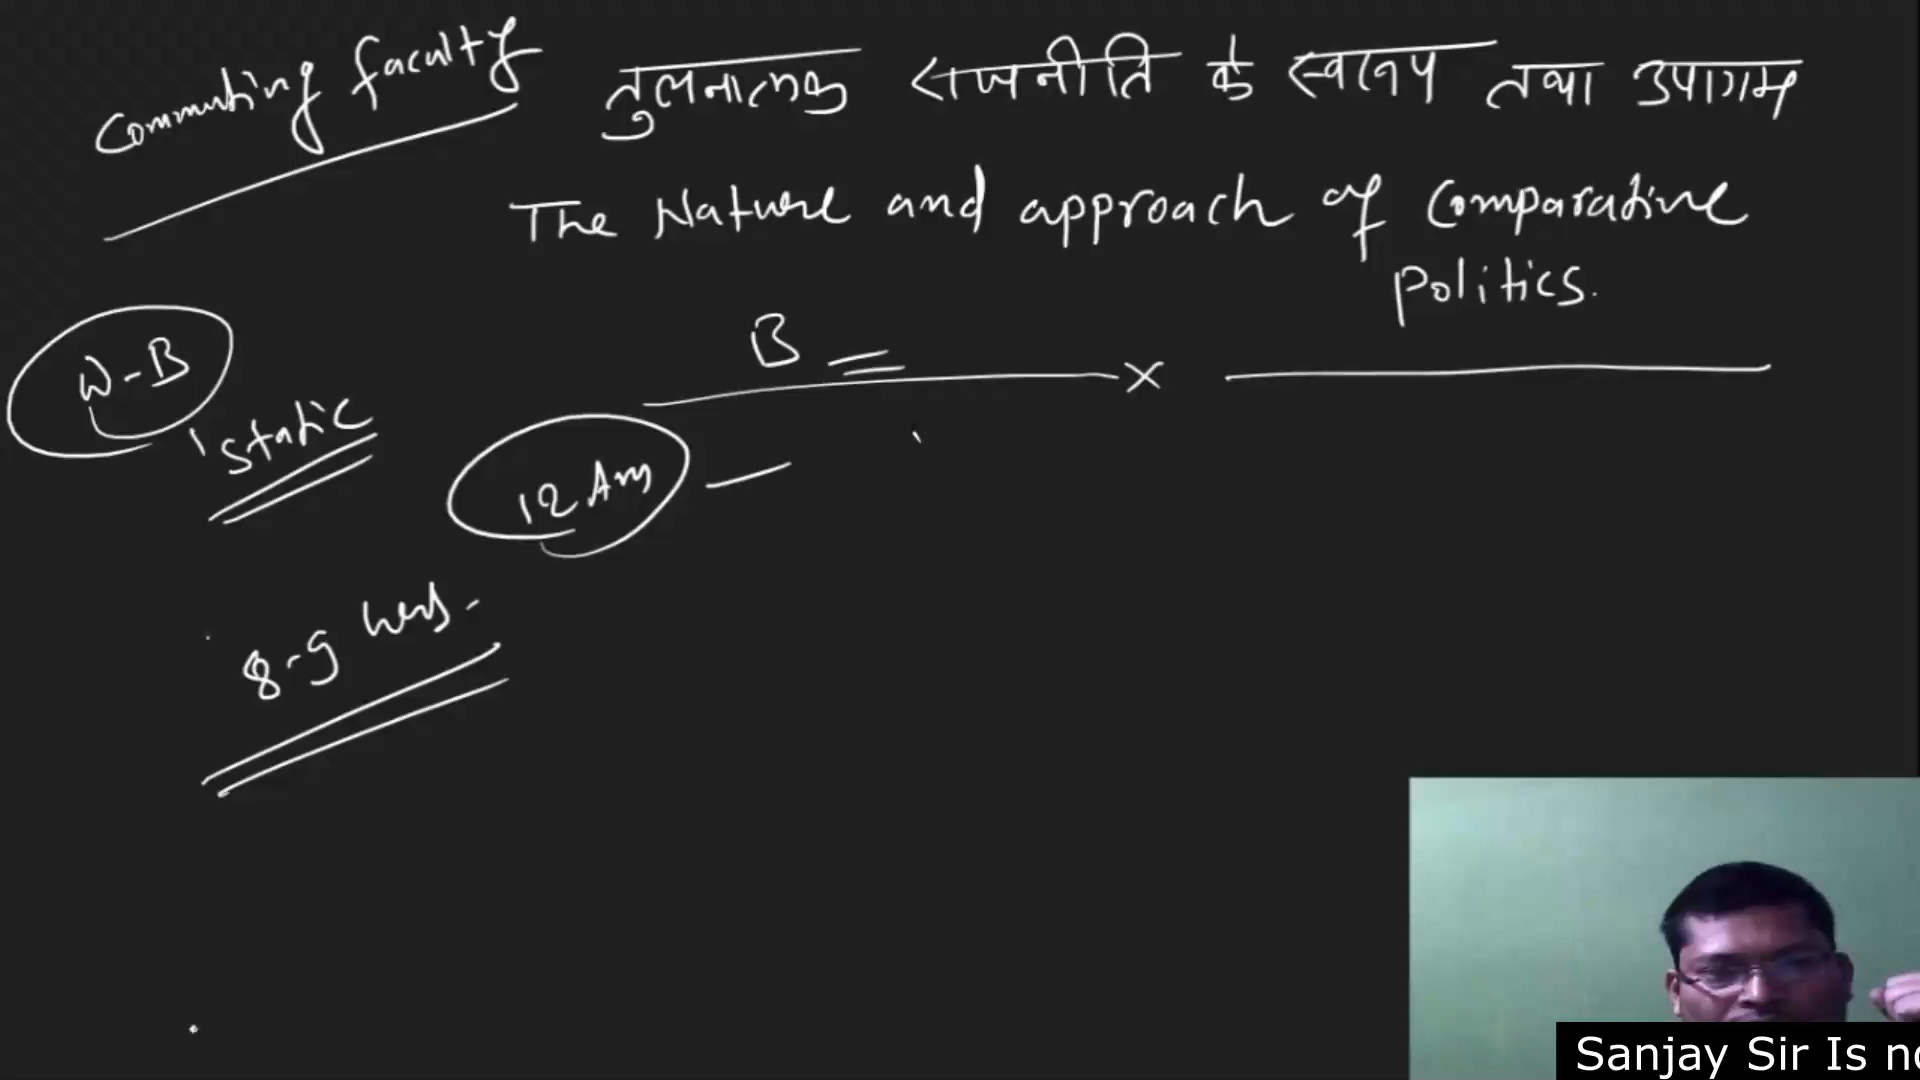 Commuting faculty
तुलनात्मक राजनीति के स्वरूप तथा उपागम
The Nature and approach of Comparative
Politics.
W-B
B
static
12 Am
8-9
Sanjay Sir Is no